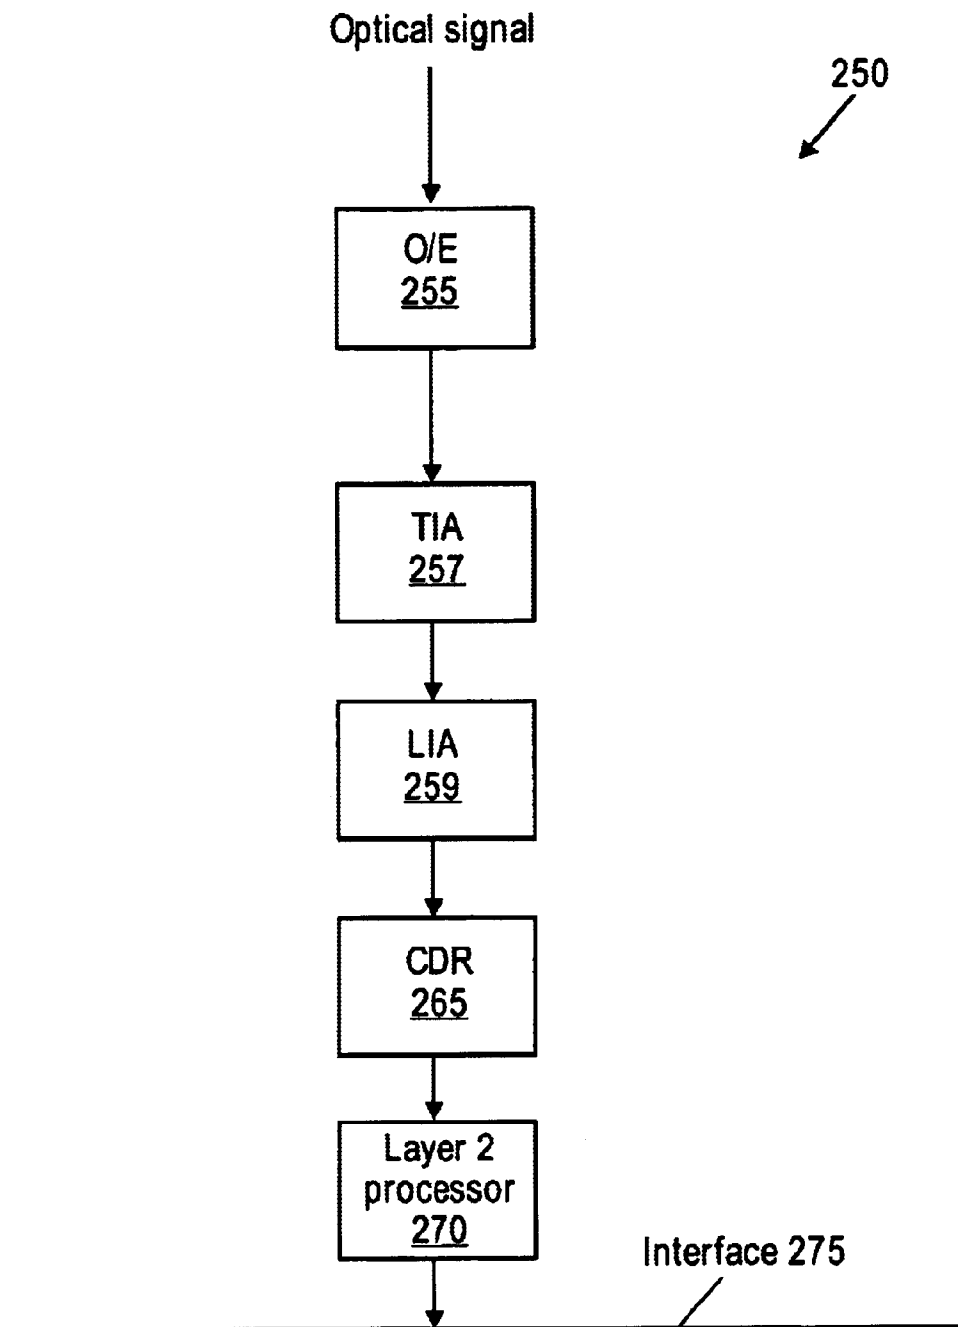 Optical signal
250
O/E
255
TIA
257
LIA
259
CDR
265
Layer 2
processor
270
Interface 275